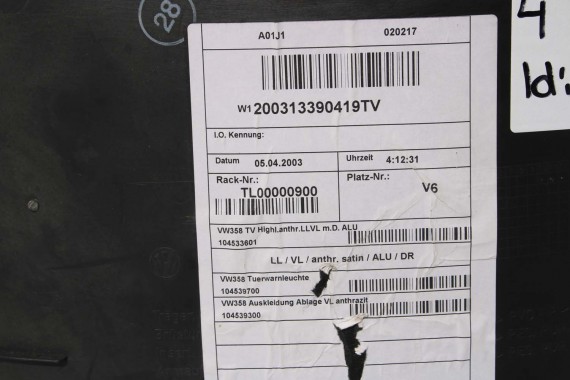 28
A01J1 020217
W1 200313390419TV
I.O. Kennung:
Datum 05.04.2003 Uhrzeit 4:12:31
Rack-Nr.: Platz-Nr.:
TL00000900 V6
VW358 TV Highl.anthr.LLVL m.D. ALU
104533601
LL / VL / anthr. satin / ALU / DR
VW358 Tuerwarnleuchte
104539700
VW358 Auskleidung Ablage VL anthrazit
104539300
4
Id: